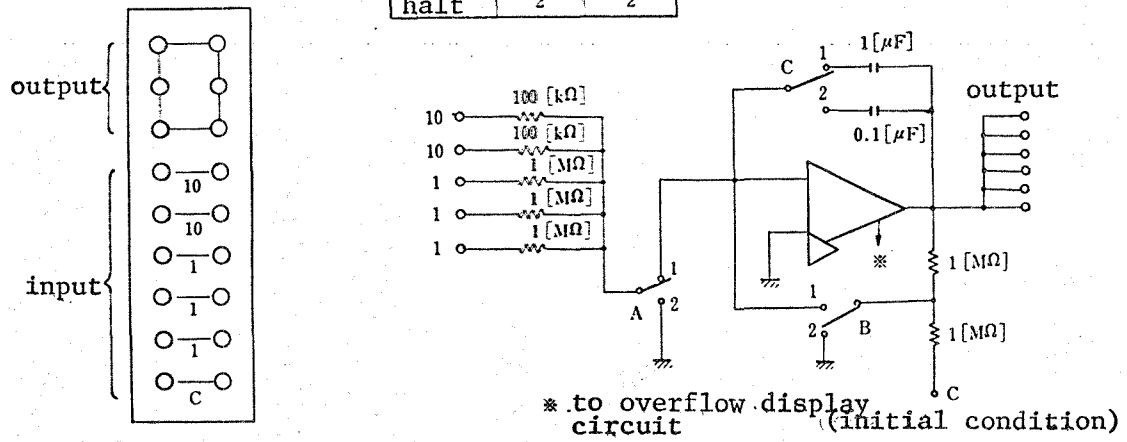 halt 2 2
output
input
10
10
1
1
1
C
10 100 [kΩ]
10 100 [kΩ]
1 1 [MΩ]
1 1 [MΩ]
1 1 [MΩ]
A 1
2
C 1 1 [μF]
2 0.1 [μF]
output
※
1 [MΩ]
1
2 B
1 [MΩ]
C
※ to overflow display circuit
(initial condition)